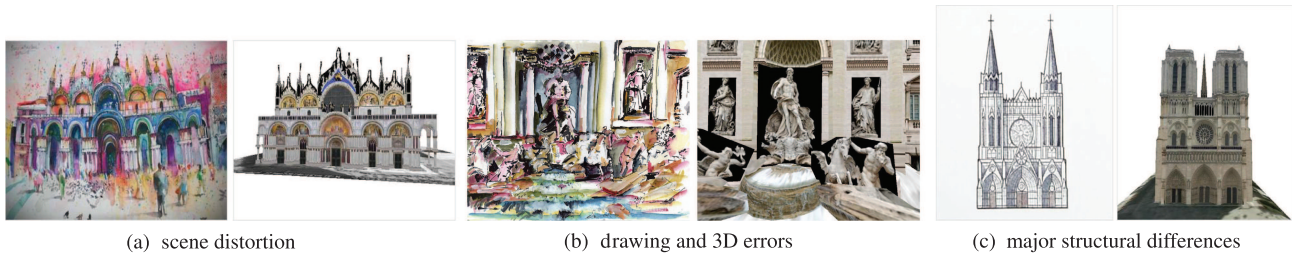 (a) scene distortion
(b) drawing and 3D errors
(c) major structural differences